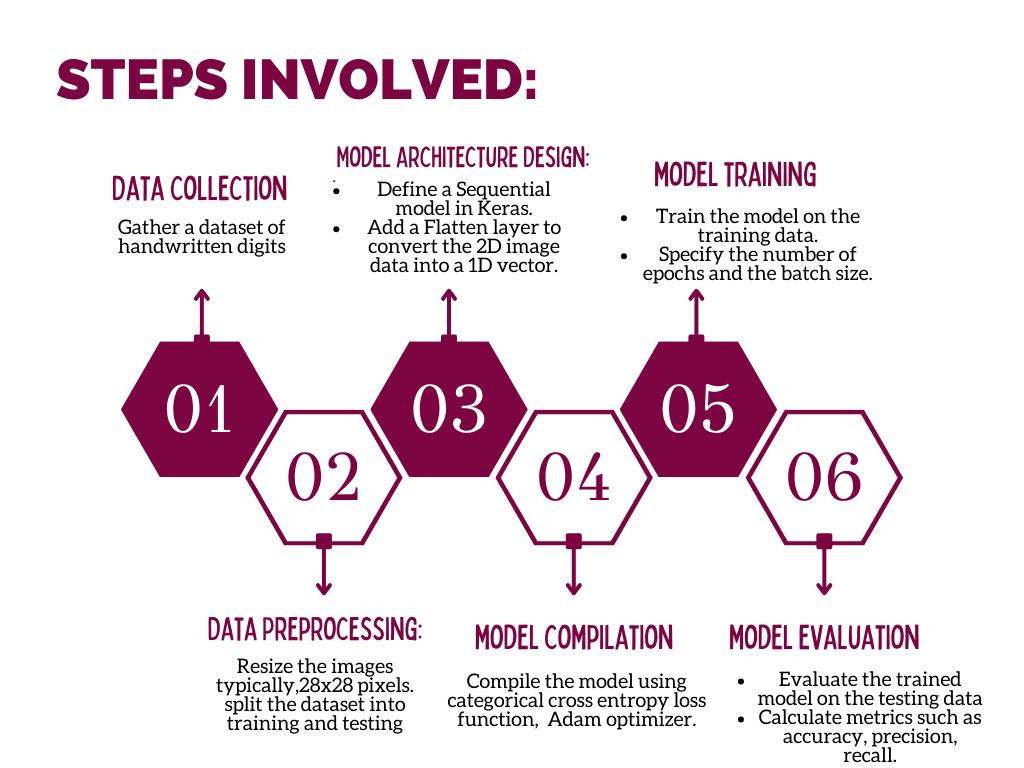 STEPS INVOLVED:
DATA COLLECTION
Gather a dataset of
handwritten digits
MODEL ARCHITECTURE DESIGN:
• Define a Sequential
model in Keras.
• Add a Flatten layer to
convert the 2D image
data into a 1D vector.
MODEL TRAINING
• Train the model on the
training data.
• Specify the number of
epochs and the batch size.
01
02
03
04
05
06
DATA PREPROCESSING:
Resize the images
typically,28x28 pixels.
split the dataset into
training and testing
MODEL COMPILATION
Compile the model using
categorical cross entropy loss
function,  Adam optimizer.
MODEL EVALUATION
• Evaluate the trained
model on the testing data
• Calculate metrics such as
accuracy, precision,
recall.